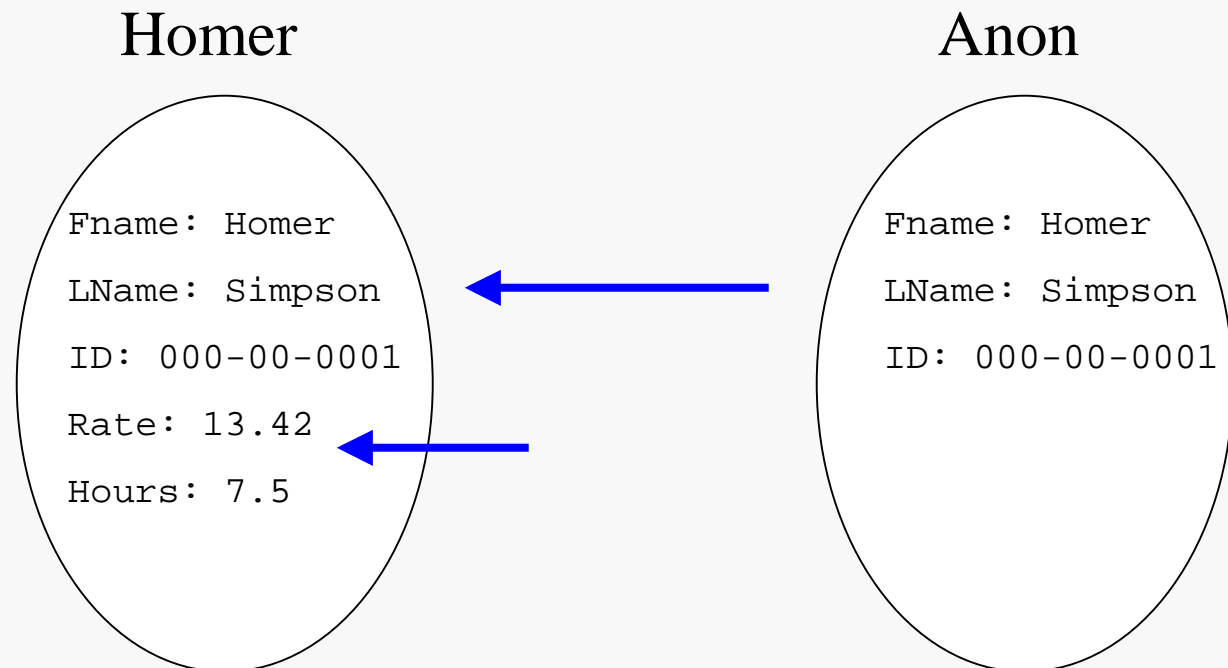 Homer
Fname: Homer
LName: Simpson
ID: 000-00-0001
Rate: 13.42
Hours: 7.5
Anon
Fname: Homer
LName: Simpson
ID: 000-00-0001